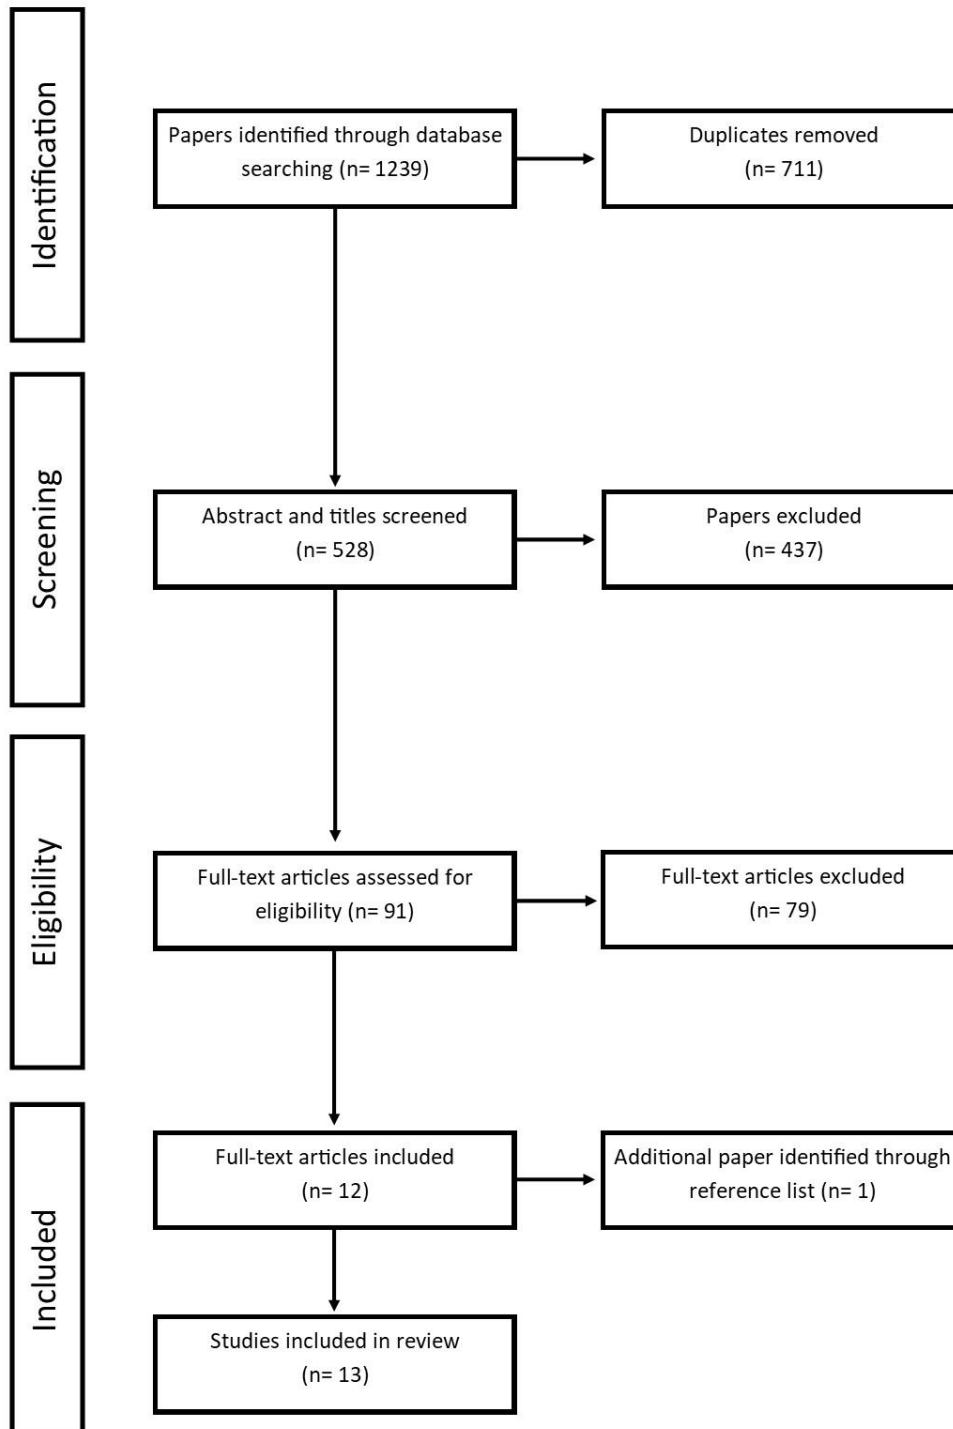 Identification
Papers identified through database
searching (n= 1239)
Duplicates removed
(n= 711)
Screening
Abstract and titles screened
(n= 528)
Papers excluded
(n= 437)
Eligibility
Full-text articles assessed for
eligibility (n= 91)
Full-text articles excluded
(n= 79)
Included
Full-text articles included
(n= 12)
Additional paper identified through
reference list (n= 1)
Studies included in review
(n= 13)